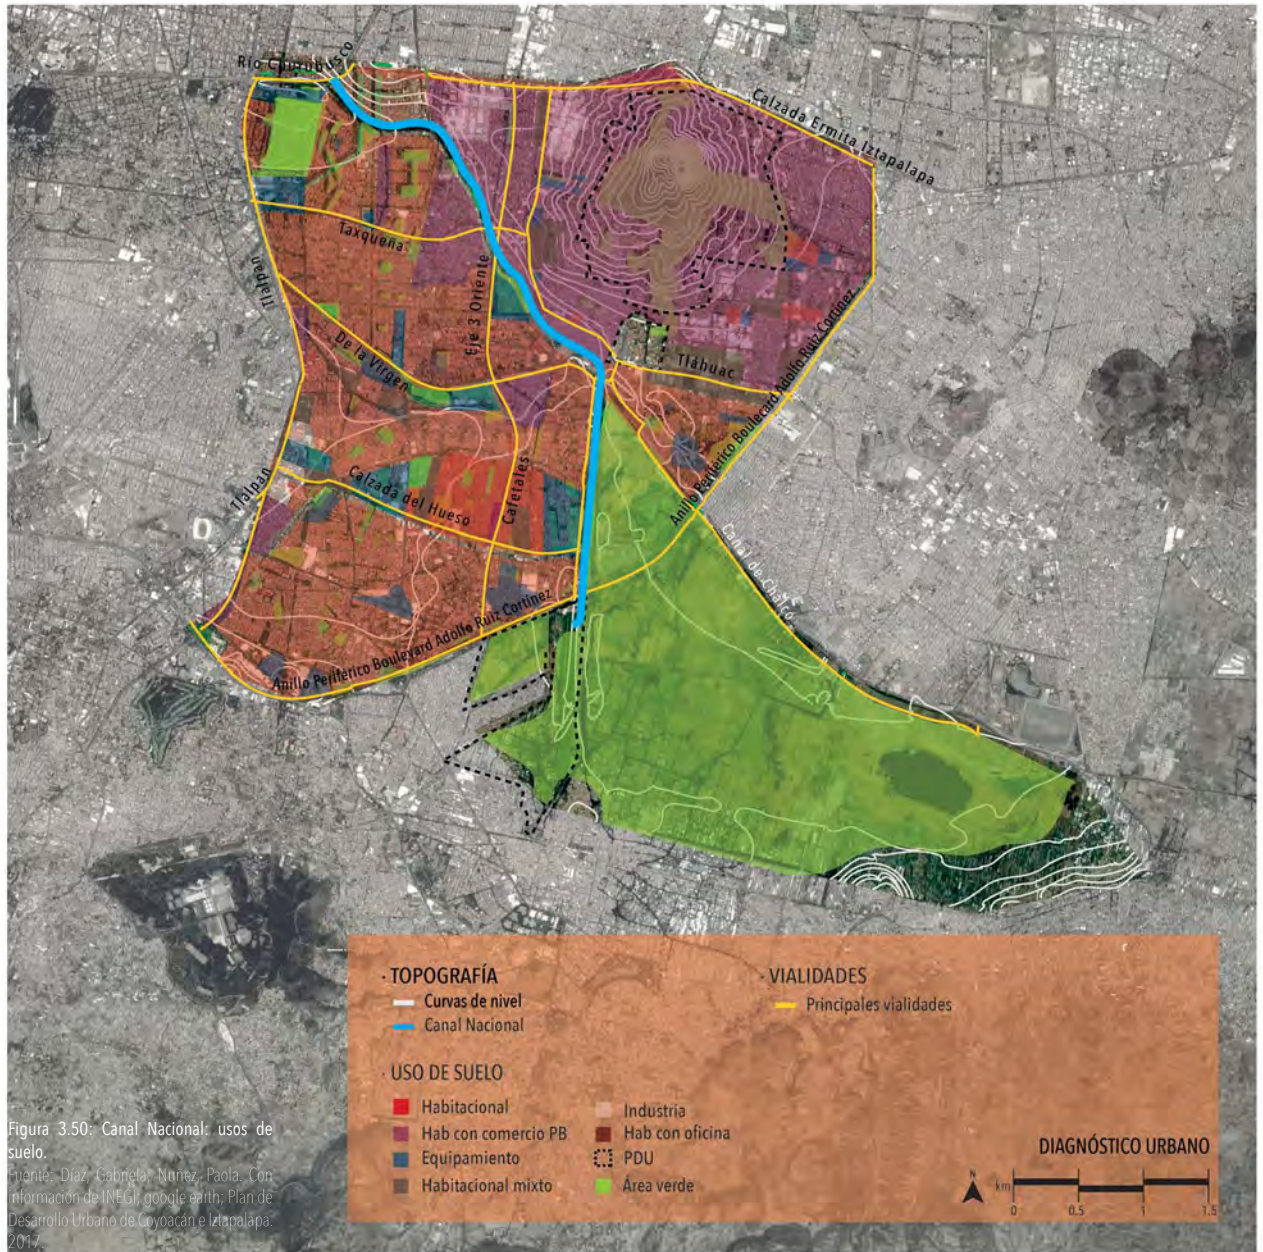 Río Churubusco
Calzada Ermita Iztapalapa
Taxqueña
Tlalpan
Eje 3 Oriente
De la Virgen
Tláhuac
Anillo Periférico Boulecard Adolfo Ruiz Cortinez
Tlalpan
Calzada del Hueso
Cafetales
Canal de Chalco
Anillo Periférico Boulevard Adolfo Ruiz Cortinez
· TOPOGRAFÍA
Curvas de nivel
Canal Nacional
· VIALIDADES
Principales vialidades
· USO DE SUELO
Habitacional
Hab con comercio PB
Equipamiento
Habitacional mixto
Industria
Hab con oficina
PDU
Área verde
DIAGNÓSTICO URBANO
N
km
0 0.5 1 1.5
Figura 3.50: Canal Nacional: usos de
suelo.
Fuente: Díaz, Gabriela; Nuñez, Paola. Con
información de INEGI; google earth; Plan de
Desarrollo Urbano de Coyoacán e Iztapalapa.
2017